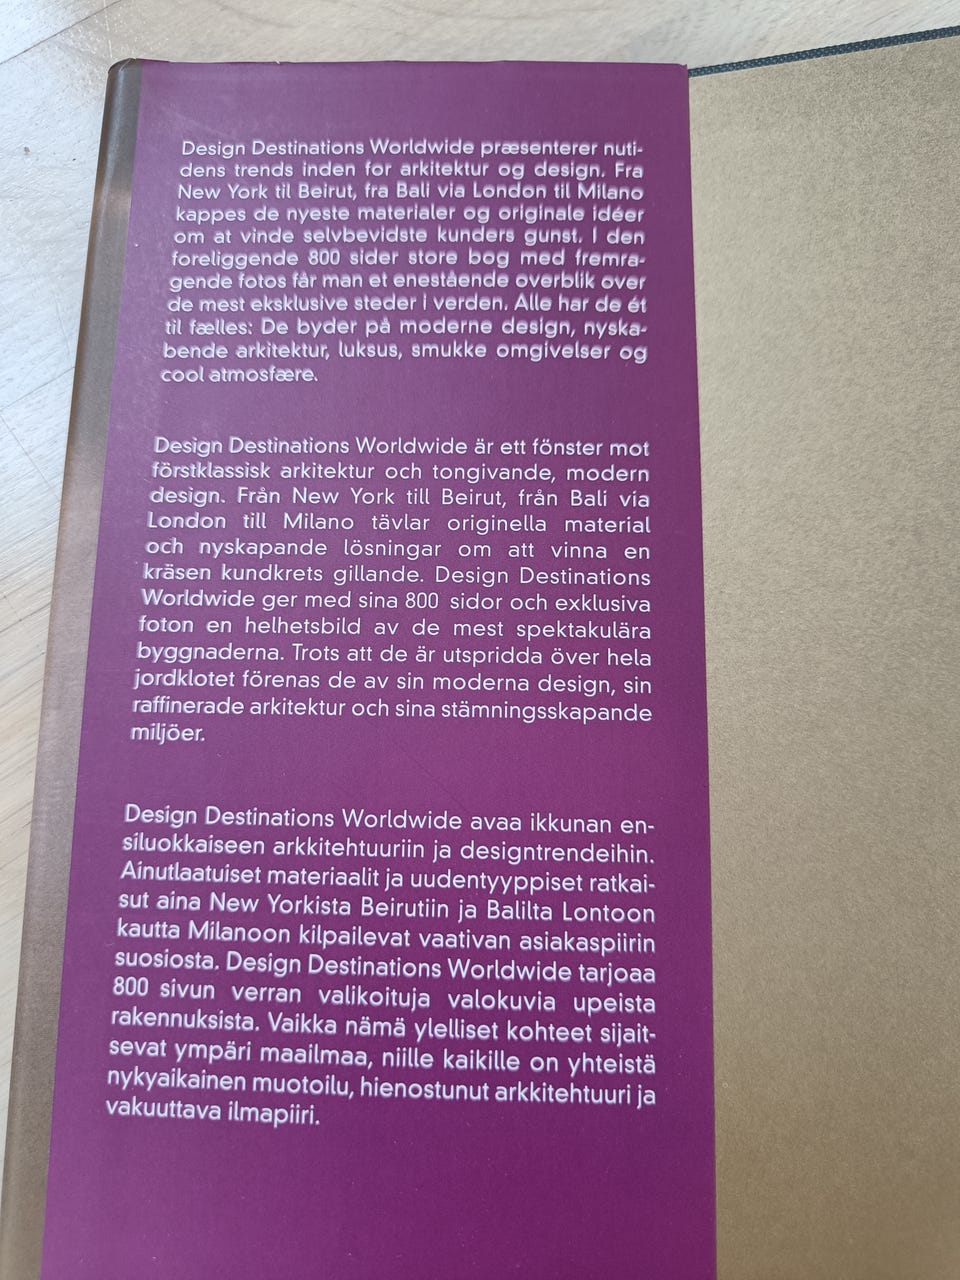 Design Destinations Worldwide præsenterer nuti-
dens trends inden for arkitektur og design. Fra
New York til Beirut, fra Bali via London til Milano
kappes de nyeste materialer og originale idéer
om at vinde selvbevidste kunders gunst. I den
foreliggende 800 sider store bog med fremra-
gende fotos får man et enestående overblik over
de mest eksklusive steder i verden. Alle har de ét
til fælles: De byder på moderne design, nyska-
bende arkitektur, luksus, smukke omgivelser og
cool atmosfære.
Design Destinations Worldwide är ett fönster mot
förstklassisk arkitektur och tongivande, modern
design. Från New York till Beirut, från Bali via
London till Milano tävlar originella material
och nyskapande lösningar om att vinna en
kräsen kundkrets gillande. Design Destinations
Worldwide ger med sina 800 sidor och exklusiva
foton en helhetsbild av de mest spektakulära
byggnaderna. Trots att de är utspridda över hela
jordklotet förenas de av sin moderna design, sin
raffinerade arkitektur och sina stämningsskapande
miljöer.
Design Destinations Worldwide avaa ikkunan en-
siluokkaiseen arkkitehtuuriin ja designtrendeihin.
Ainutlaatuiset materiaalit ja uudentyyppiset ratkai-
sut aina New Yorkista Beirutiin ja Balilta Lontoon
kautta Milanoon kilpailevat vaativan asiakaspiirin
suosiosta. Design Destinations Worldwide tarjoaa
800 sivun verran valikoituja valokuvia upeista
rakennuksista. Vaikka nämä ylelliset kohteet sijait-
sevat ympäri maailmaa, niille kaikille on yhteistä
nykyaikainen muotoilu, hienostunut arkkitehtuuri ja
vakuuttava ilmapiiri.